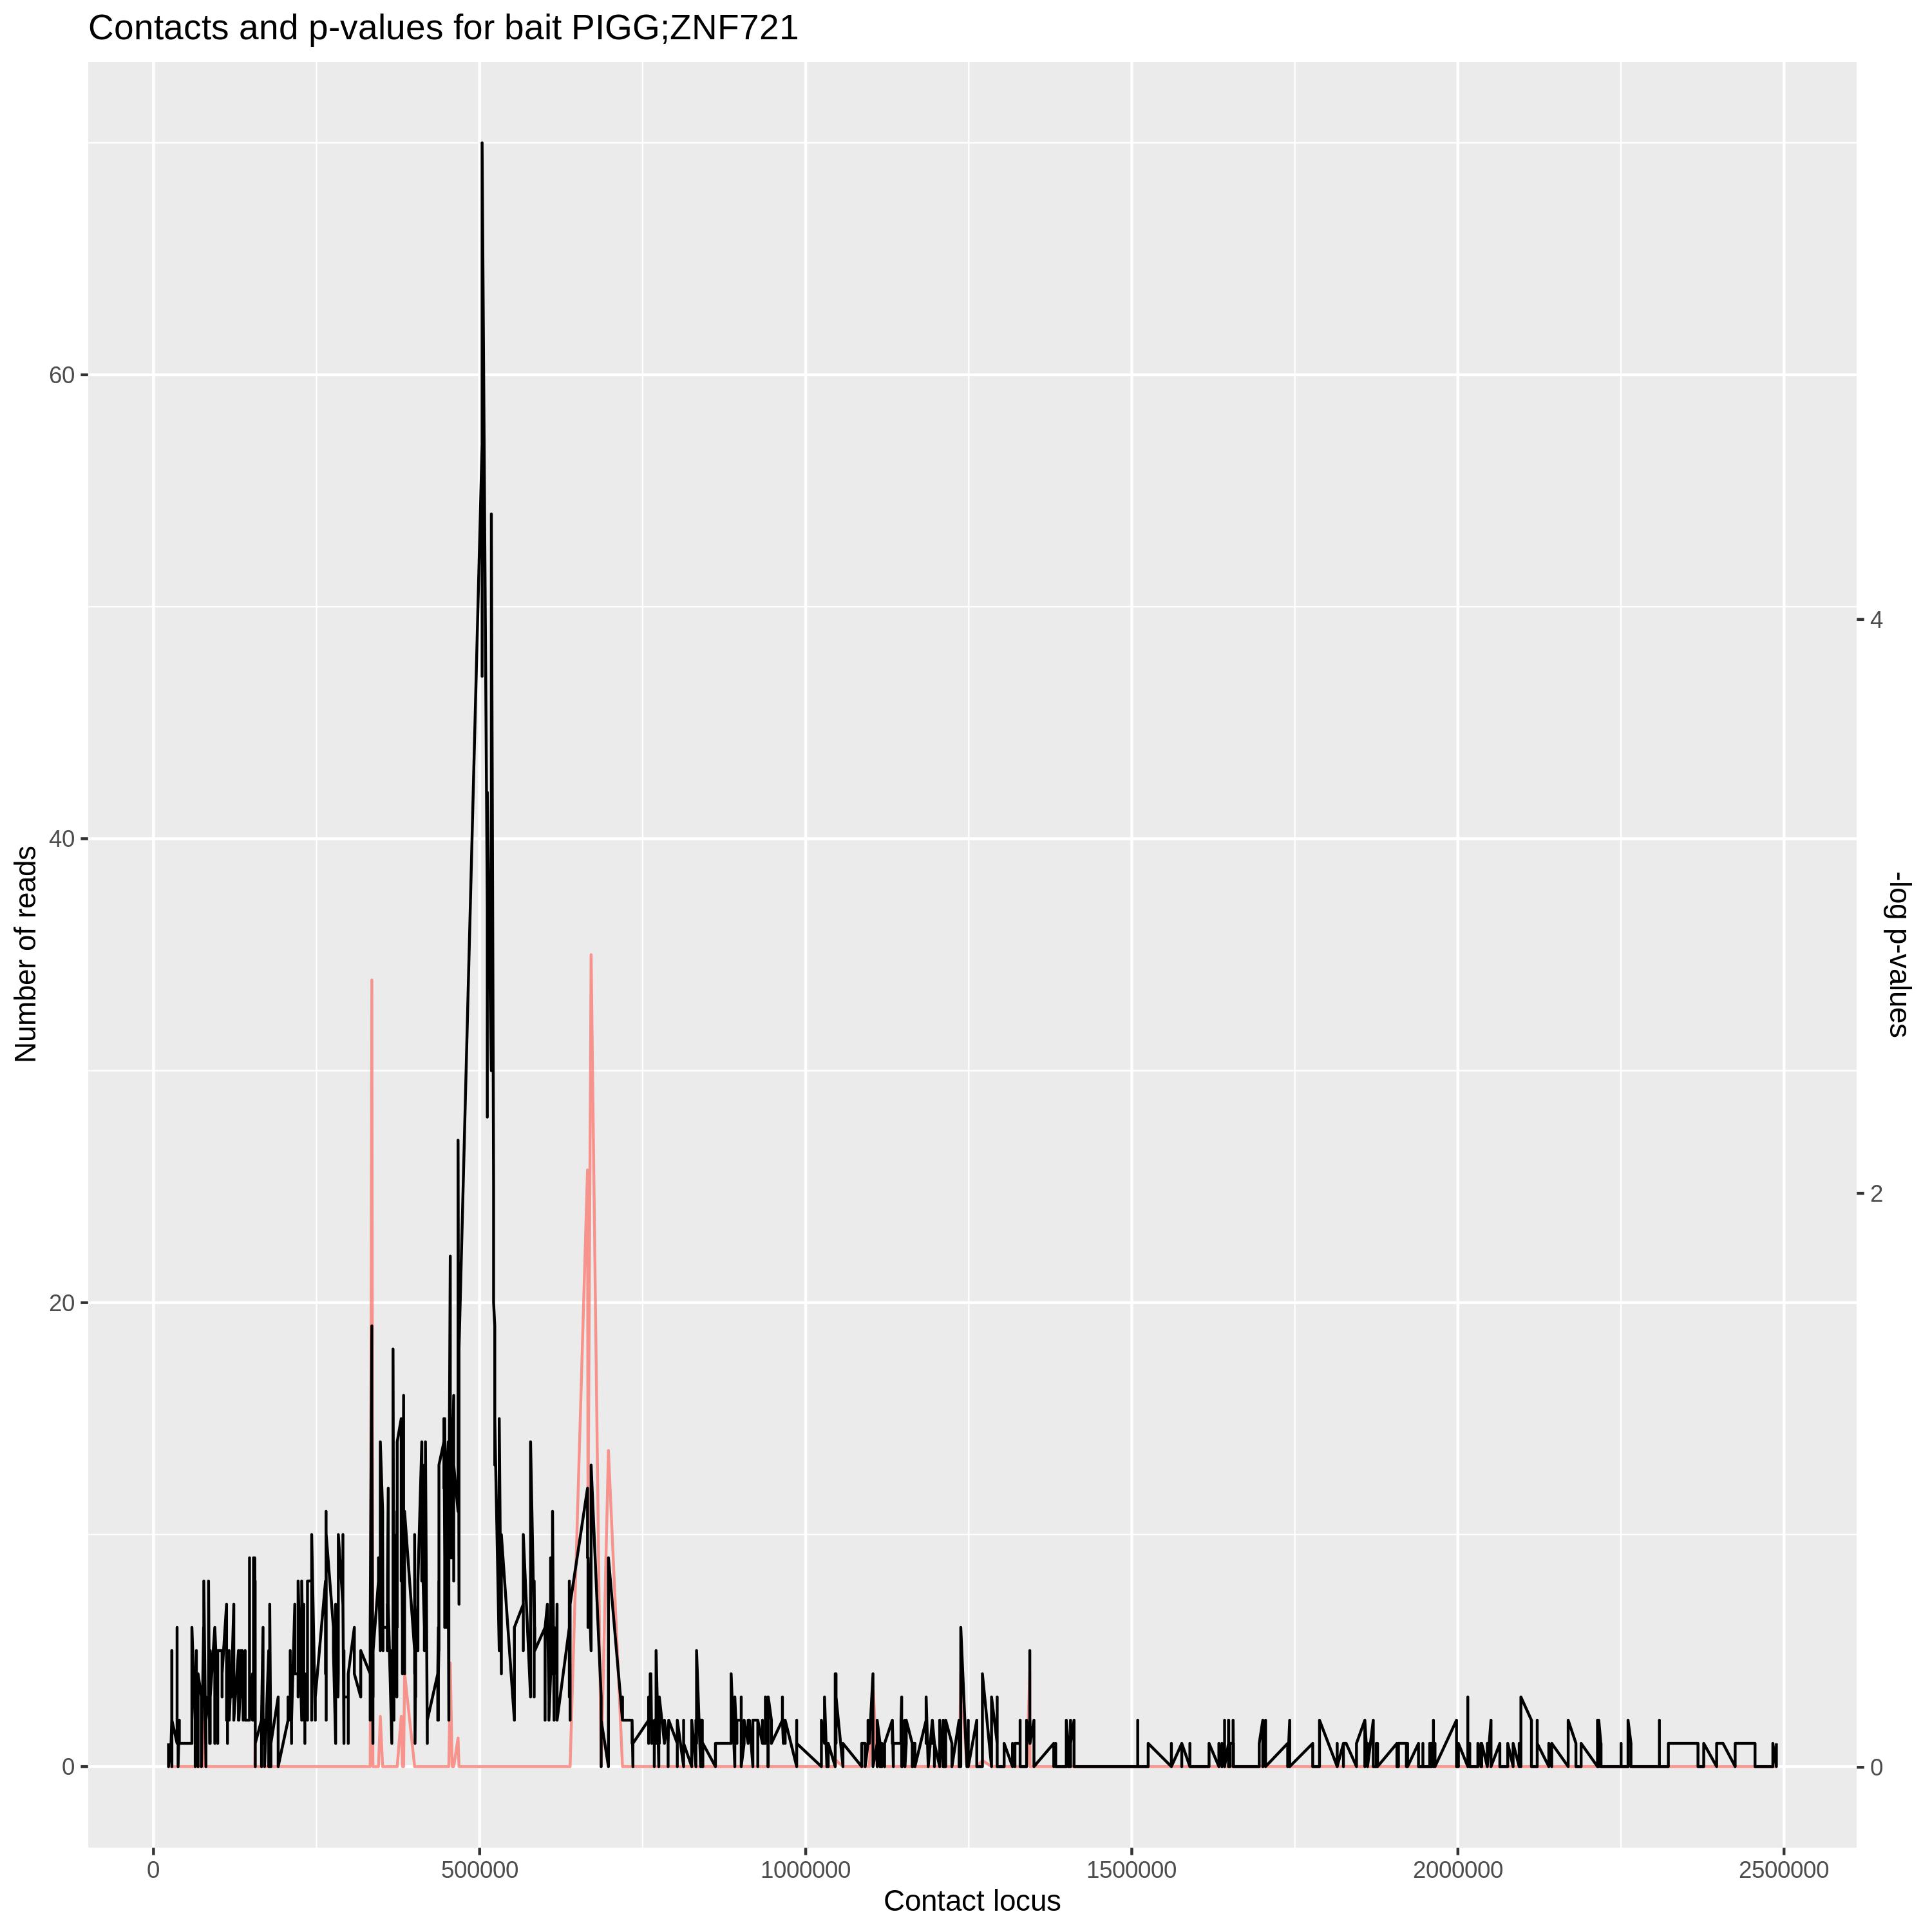 Contacts and p-values for bait PIGG;ZNF721
60
40
20
0
Number of reads
4
2
0
-log p-values
0 500000 1000000 1500000 2000000 2500000
Contact locus